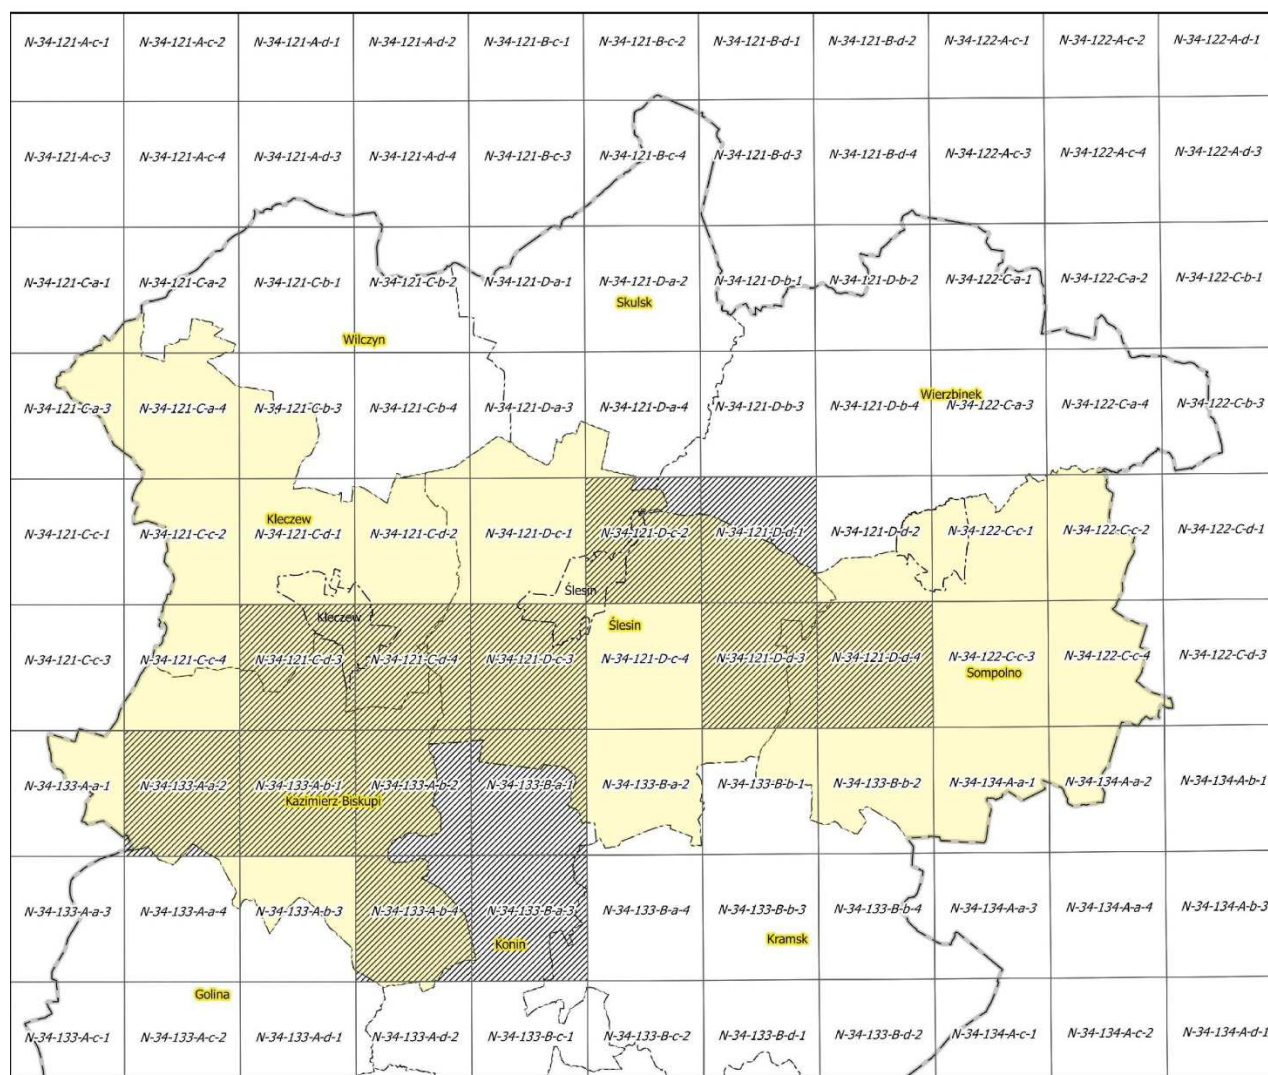 N-34-121-A-c-1 N-34-121-A-c-2 N-34-121-A-d-1 N-34-121-A-d-2 N-34-121-B-c-1 N-34-121-B-c-2 N-34-121-B-d-1 N-34-121-B-d-2 N-34-122-A-c-1 N-34-122-A-c-2 N-34-122-A-d-1
N-34-121-A-c-3 N-34-121-A-c-4 N-34-121-A-d-3 N-34-121-A-d-4 N-34-121-B-c-3 N-34-121-B-c-4 N-34-121-B-d-3 N-34-121-B-d-4 N-34-122-A-c-3 N-34-122-A-c-4 N-34-122-A-d-3
N-34-121-C-a-1 N-34-121-C-a-2 N-34-121-C-b-1 N-34-121-C-b-2 N-34-121-D-a-1 N-34-121-D-a-2 N-34-121-D-b-1 N-34-121-D-b-2 N-34-122-C-a-1 N-34-122-C-a-2 N-34-122-C-b-1
Skulsk
Wilczyn
Wierzbinek
N-34-121-C-a-3 N-34-121-C-a-4 N-34-121-C-b-3 N-34-121-C-b-4 N-34-121-D-a-3 N-34-121-D-a-4 N-34-121-D-b-3 N-34-121-D-b-4 N-34-122-C-a-3 N-34-122-C-a-4 N-34-122-C-b-3
Kleczew
N-34-121-C-c-1 N-34-121-C-c-2 N-34-121-C-d-1 N-34-121-C-d-2 N-34-121-D-c-1 N-34-121-D-c-2 N-34-121-D-d-1 N-34-121-D-d-2 N-34-122-C-c-1 N-34-122-C-c-2 N-34-122-C-d-1
Ślesin
Kleczew
Ślesin
N-34-121-C-c-3 N-34-121-C-c-4 N-34-121-C-d-3 N-34-121-C-d-4 N-34-121-D-c-3 N-34-121-D-c-4 N-34-121-D-d-3 N-34-121-D-d-4 N-34-122-C-c-3 N-34-122-C-c-4 N-34-122-C-d-3
Sompolno
N-34-133-A-a-1 N-34-133-A-a-2 N-34-133-A-b-1 N-34-133-A-b-2 N-34-133-B-a-1 N-34-133-B-a-2 N-34-133-B-b-1 N-34-133-B-b-2 N-34-134-A-a-1 N-34-134-A-a-2 N-34-134-A-b-1
Kazimierz Biskupi
N-34-133-A-a-3 N-34-133-A-a-4 N-34-133-A-b-3 N-34-133-A-b-4 N-34-133-B-a-3 N-34-133-B-a-4 N-34-133-B-b-3 N-34-133-B-b-4 N-34-134-A-a-3 N-34-134-A-a-4 N-34-134-A-b-3
Kramsk
Konin
Golina
N-34-133-A-c-1 N-34-133-A-c-2 N-34-133-A-d-1 N-34-133-A-d-2 N-34-133-B-c-1 N-34-133-B-c-2 N-34-133-B-d-1 N-34-133-B-d-2 N-34-134-A-c-1 N-34-134-A-c-2 N-34-134-A-d-1